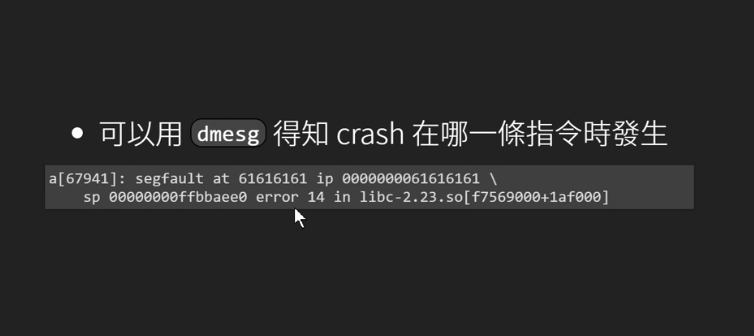 • 可以用 dmesg 得知 crash 在哪一條指令時發生
a[67941]: segfault at 61616161 ip 0000000061616161 \
sp 00000000ffbbaee0 error 14 in libc-2.23.so[f7569000+1af000]